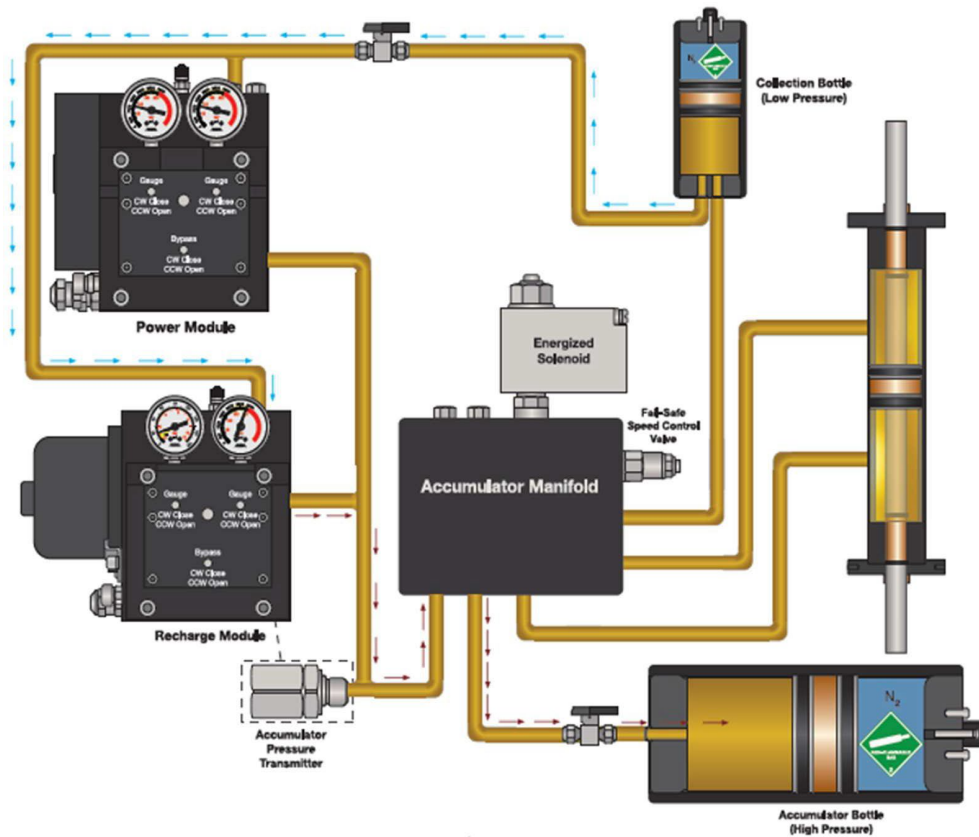 N₂
Collection Bottle
(Low Pressure)
Gauge
Gauge
CW Close
CCW Open
CW Close
CCW Open
Bypass
CW Close
CCW Open
Power Module
Energized
Solenoid
Fail-Safe
Speed Control
Valve
Accumulator Manifold
Gauge
Gauge
CW Close
CCW Open
CW Close
CCW Open
Bypass
CW Close
CCW Open
Recharge Module
Accumulator
Pressure
Transmitter
N₂
Accumulator Bottle
(High Pressure)